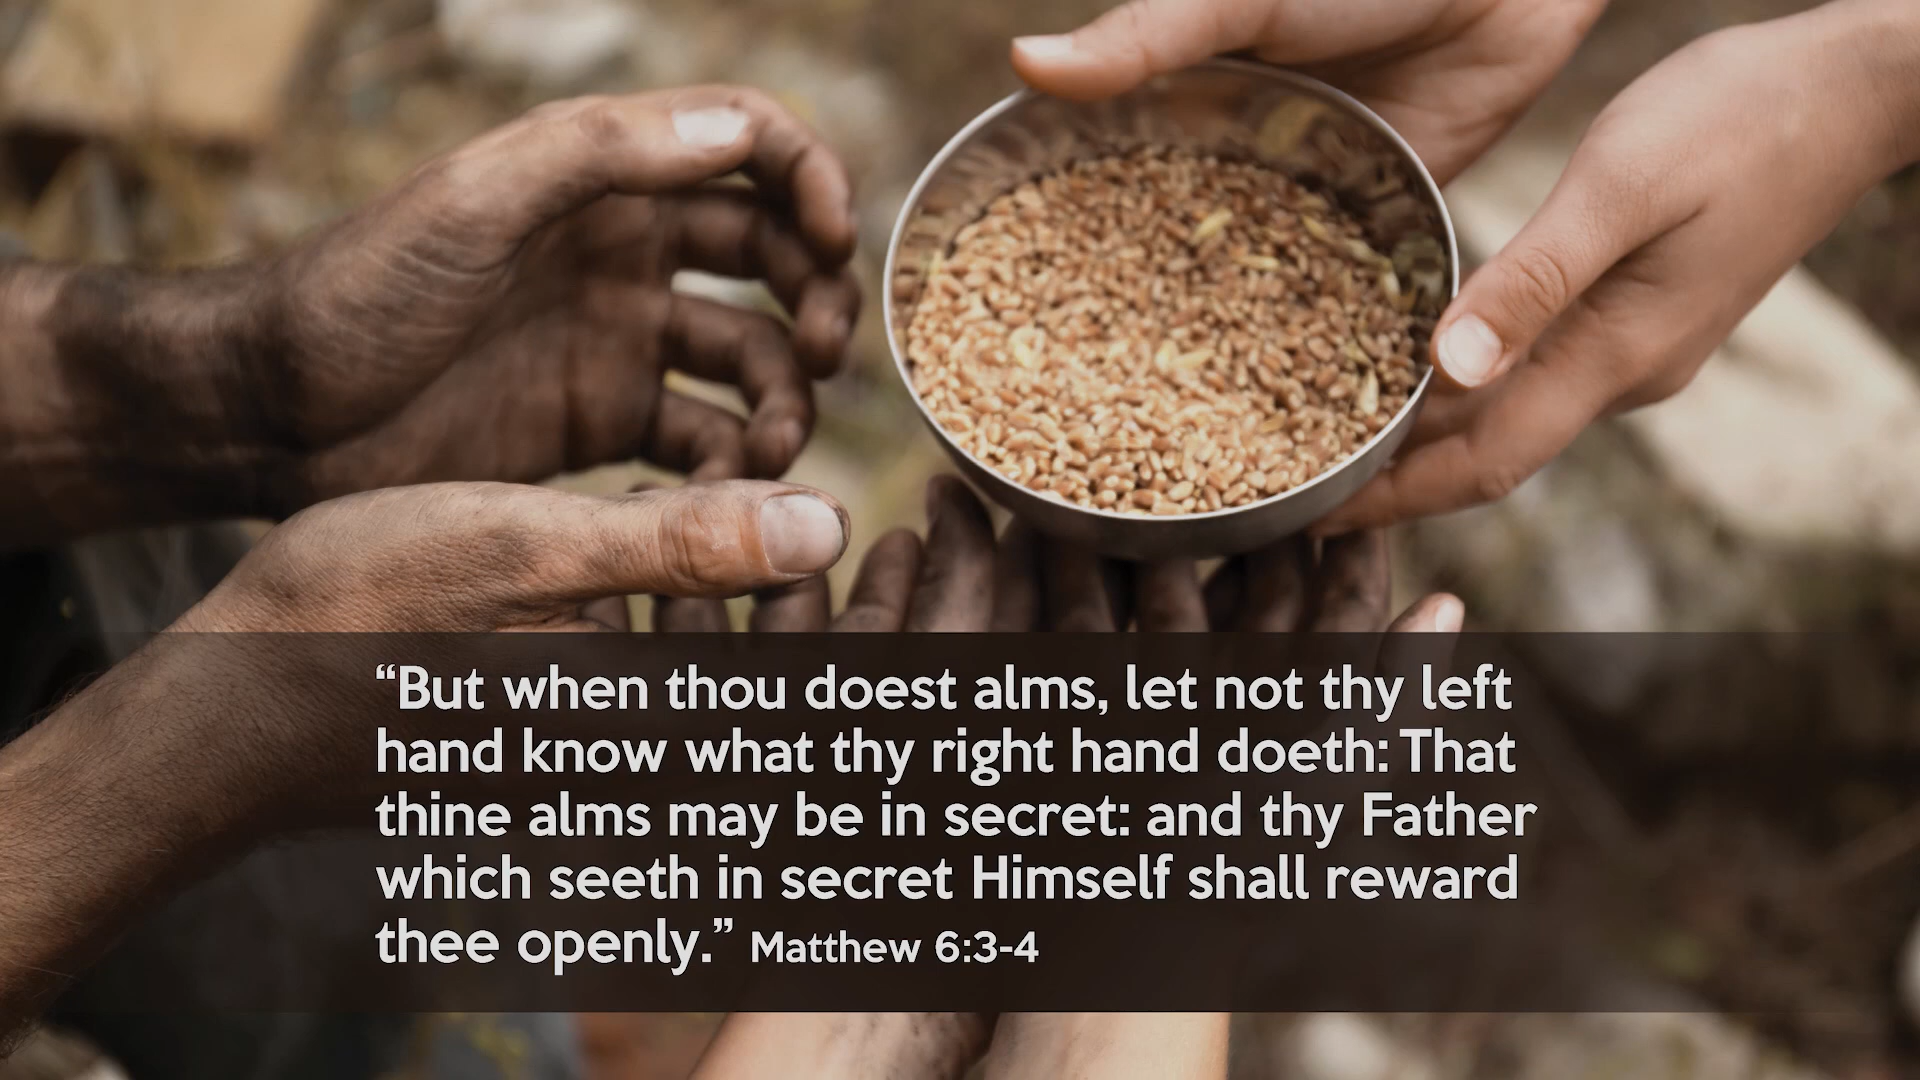 “But when thou doest alms, let not thy left
hand know what thy right hand doeth: That
thine alms may be in secret: and thy Father
which seeth in secret Himself shall reward
thee openly.” Matthew 6:3-4